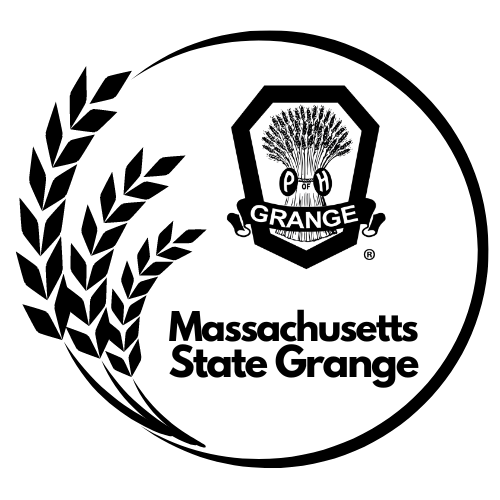 P OF H
GRANGE
®
Massachusetts
State Grange